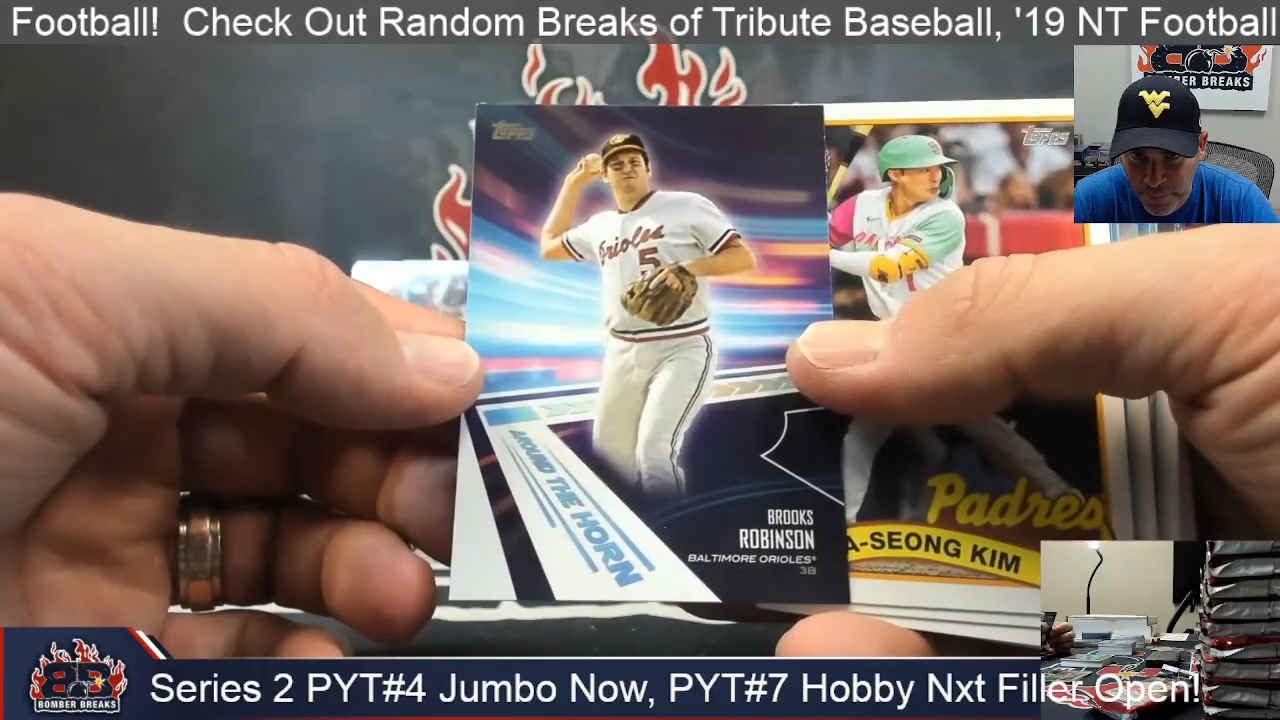 Football!  Check Out Random Breaks of Tribute Baseball, '19 NT Football
BOMBER BREAKS
TOPPS
TOPPS
Orioles
5
AROUND THE HORN
BROOKS
ROBINSON
BALTIMORE ORIOLES®
3B
Padres
A-SEONG KIM
BOMBER BREAKS
Series 2 PYT#4 Jumbo Now, PYT#7 Hobby Nxt Filler Open!